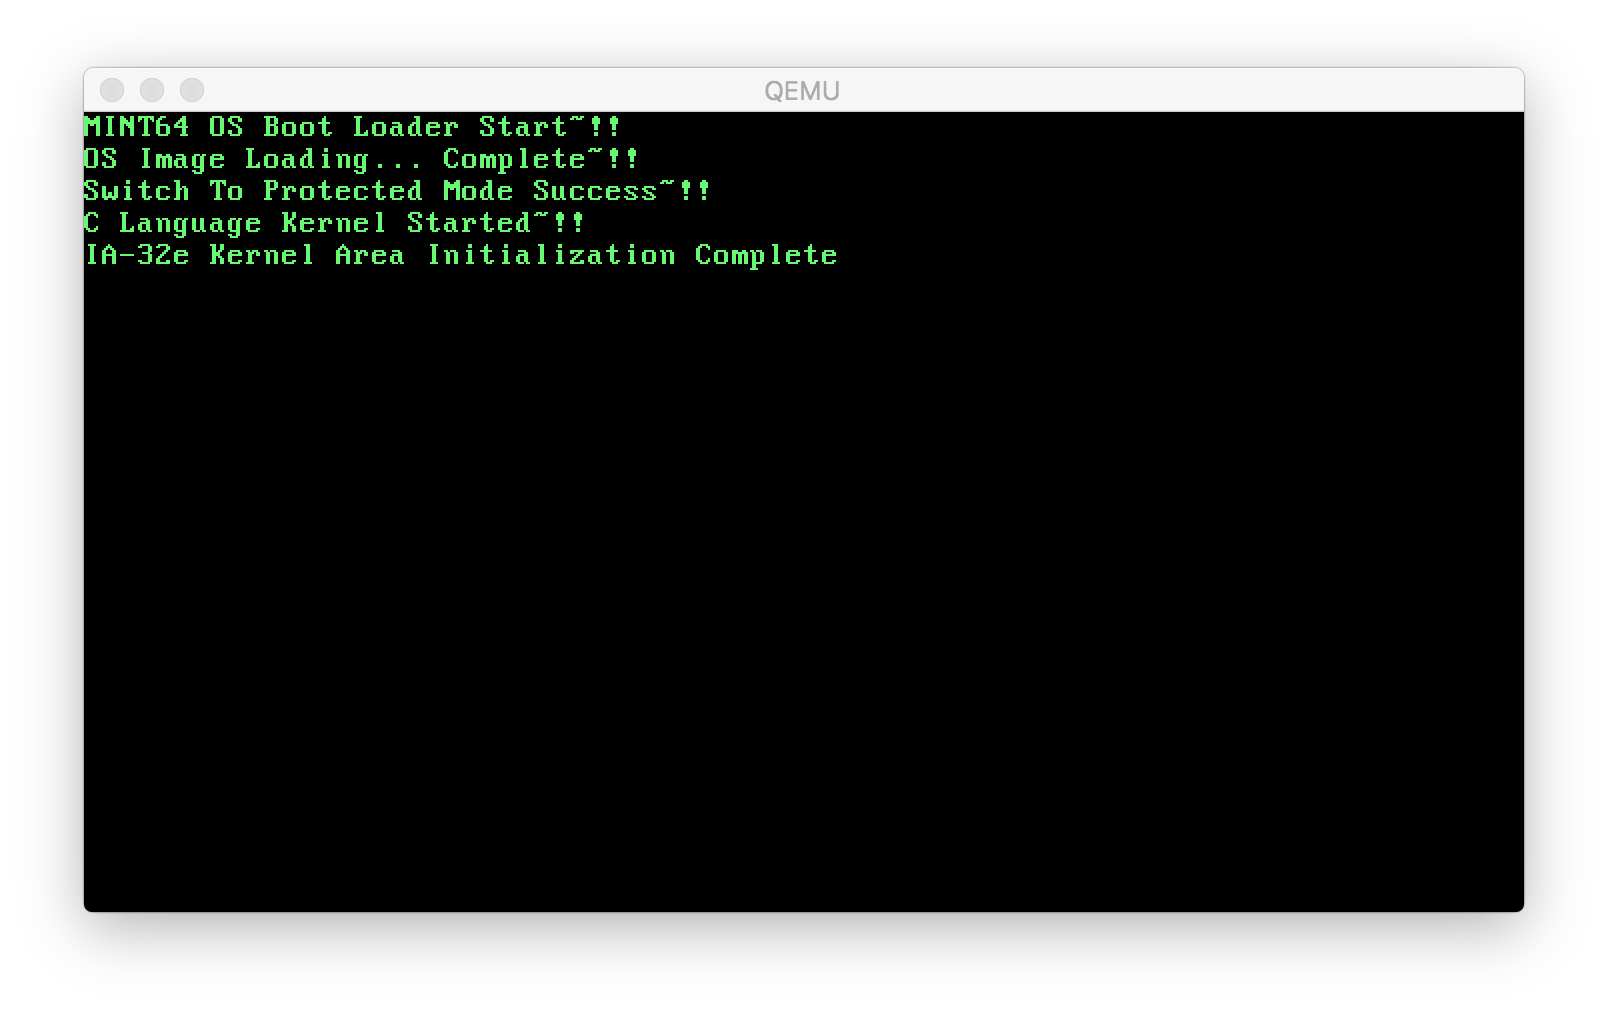 QEMU
MINT64 OS Boot Loader Start~!!
OS Image Loading... Complete~!!
Switch To Protected Mode Success~!!
C Language Kernel Started~!!
IA-32e Kernel Area Initialization Complete